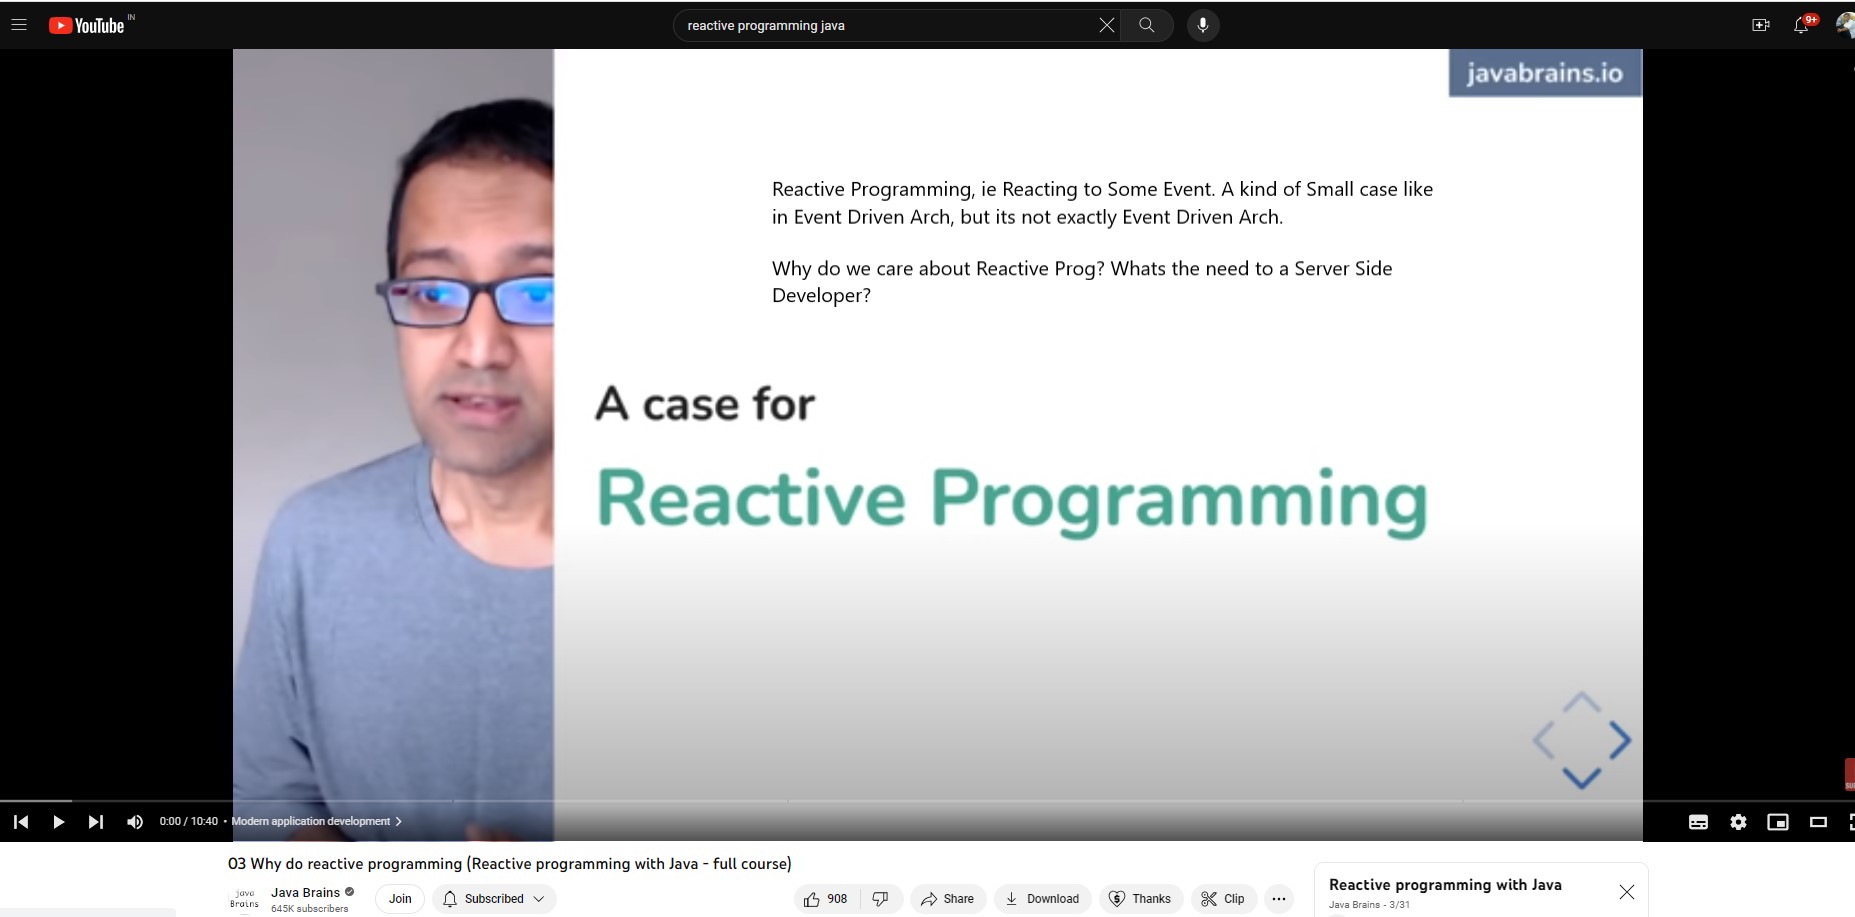 YouTube IN
reactive programming java
9+
javabrains.io
Reactive Programming, ie Reacting to Some Event. A kind of Small case like
in Event Driven Arch, but its not exactly Event Driven Arch.
Why do we care about Reactive Prog? Whats the need to a Server Side
Developer?
A case for
Reactive Programming
0:00 / 10:40 • Modern application development
03 Why do reactive programming (Reactive programming with Java - full course)
java
Brains
Java Brains
645K subscribers
Join
Subscribed
908
Share
Download
Thanks
Clip
Reactive programming with Java
Java Brains - 3/31